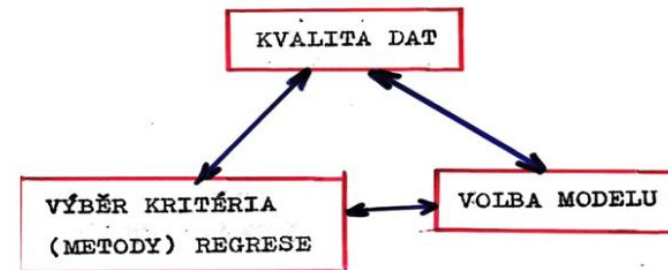 KVALITA DAT
VÝBĚR KRITÉRIA
(METODY) REGRESE
VOLBA MODELU